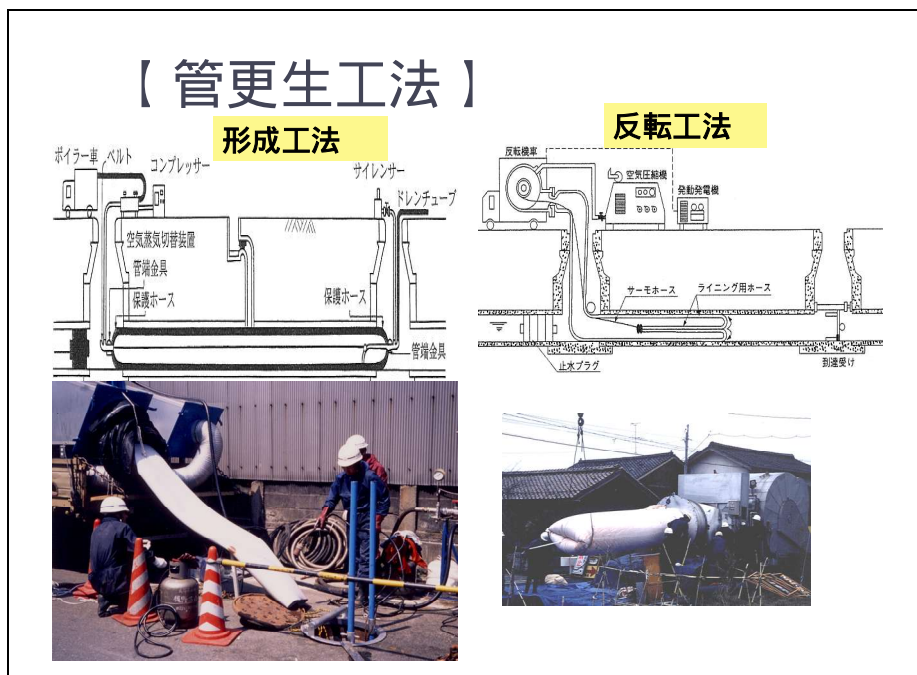 【 管更生工法 】
形成工法
ボイラー車
ベルト
コンプレッサー
サイレンサー
ドレンチューブ
空気蒸気切替装置
管端金具
保護ホース
保護ホース
管端金具
反転工法
反転機車
空気圧縮機
発動発電機
サーモホース
ライニング用ホース
止水プラグ
到達受け